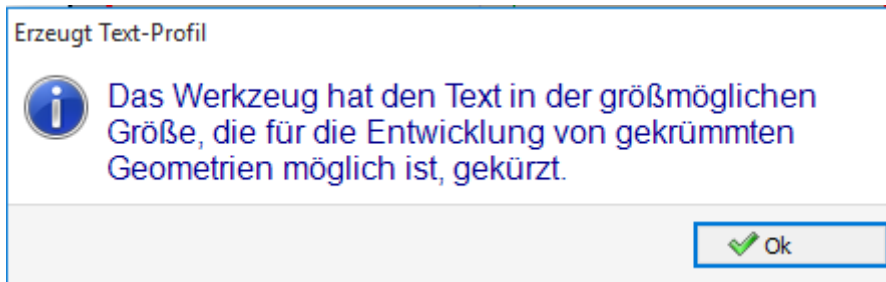 Erzeugt Text-Profil
Das Werkzeug hat den Text in der größmöglichen
Größe, die für die Entwicklung von gekrümmten
Geometrien möglich ist, gekürzt.
Ok